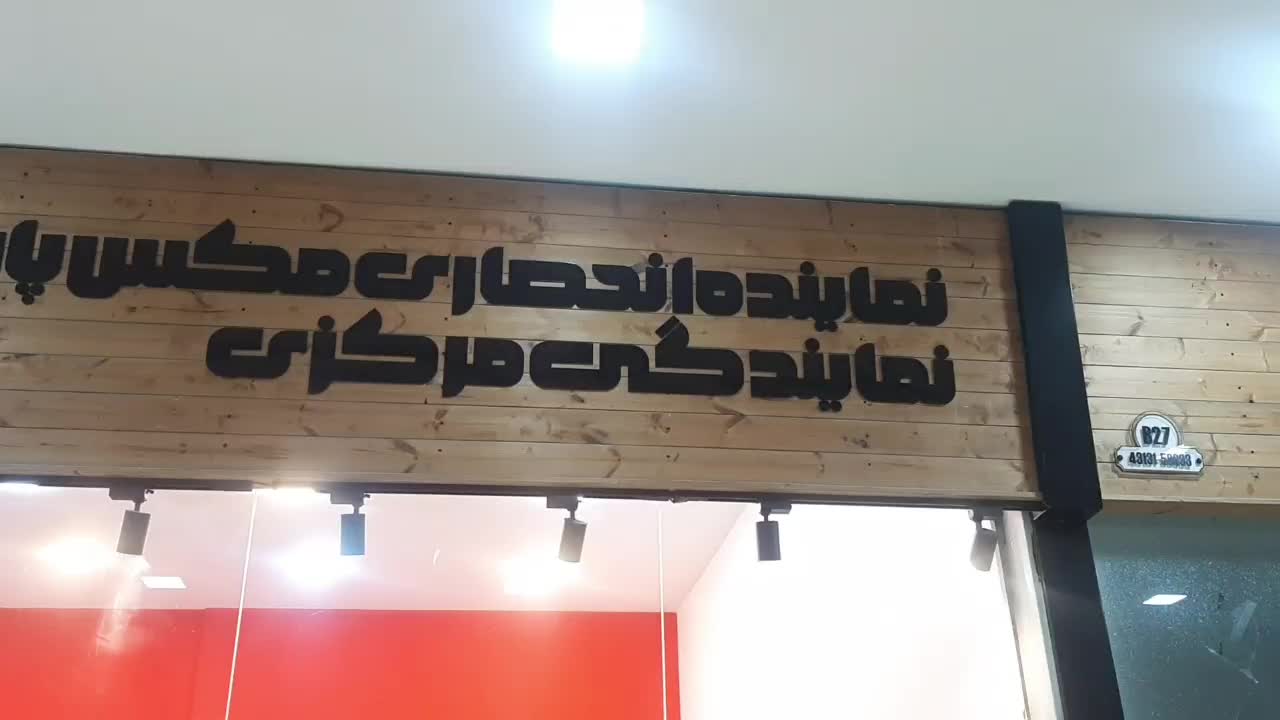 نماینده انحصاری مکس
نمایندگی مرکزی
B27